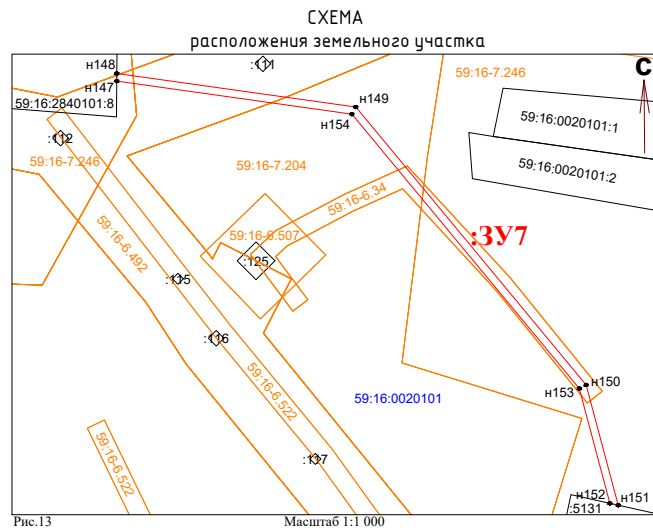 СХЕМА
расположения земельного участка
н148
:111
59:16-7.246
С
н147
59:16:2840101:8
н149
н154
59:16:0020101:1
:112
59:16-7.246
59:16-7.204
59:16:0020101:2
59:16-6.34
:ЗУ7
59:16-6.507
59:16-6.492
:125
:115
:116
59:16-6.522
н150
н153
59:16:0020101
59:16-6.522
:117
н152
н151
:5131
Рис.13
Масштаб 1:1 000